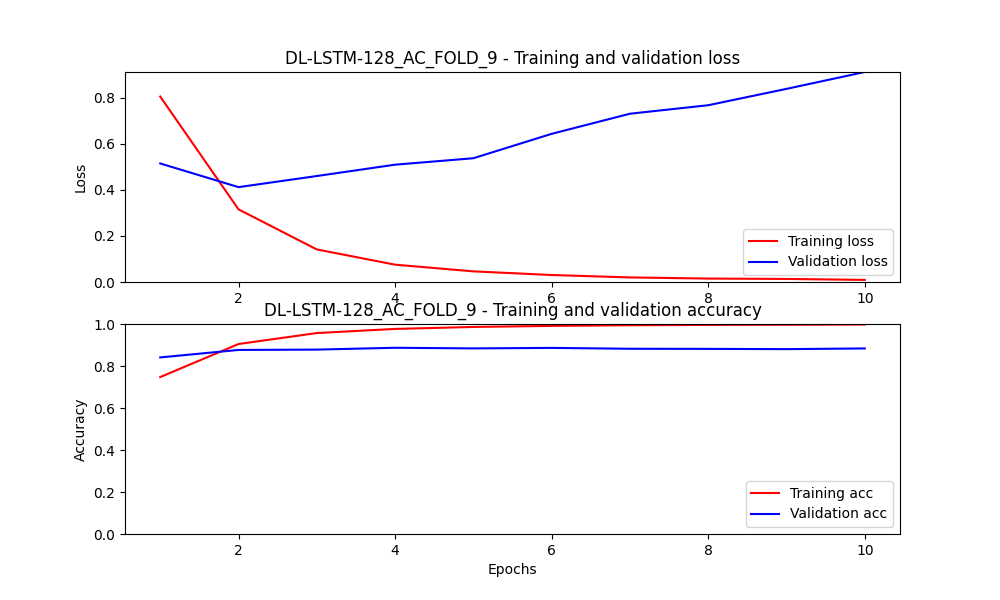 DL-LSTM-128_AC_FOLD_9 - Training and validation loss
Loss
0.8
0.6
0.4
0.2
0.0
Training loss
Validation loss
2 4 6 8 10
DL-LSTM-128_AC_FOLD_9 - Training and validation accuracy
Accuracy
1.0
0.8
0.6
0.4
0.2
0.0
Training acc
Validation acc
2 4 6 8 10
Epochs